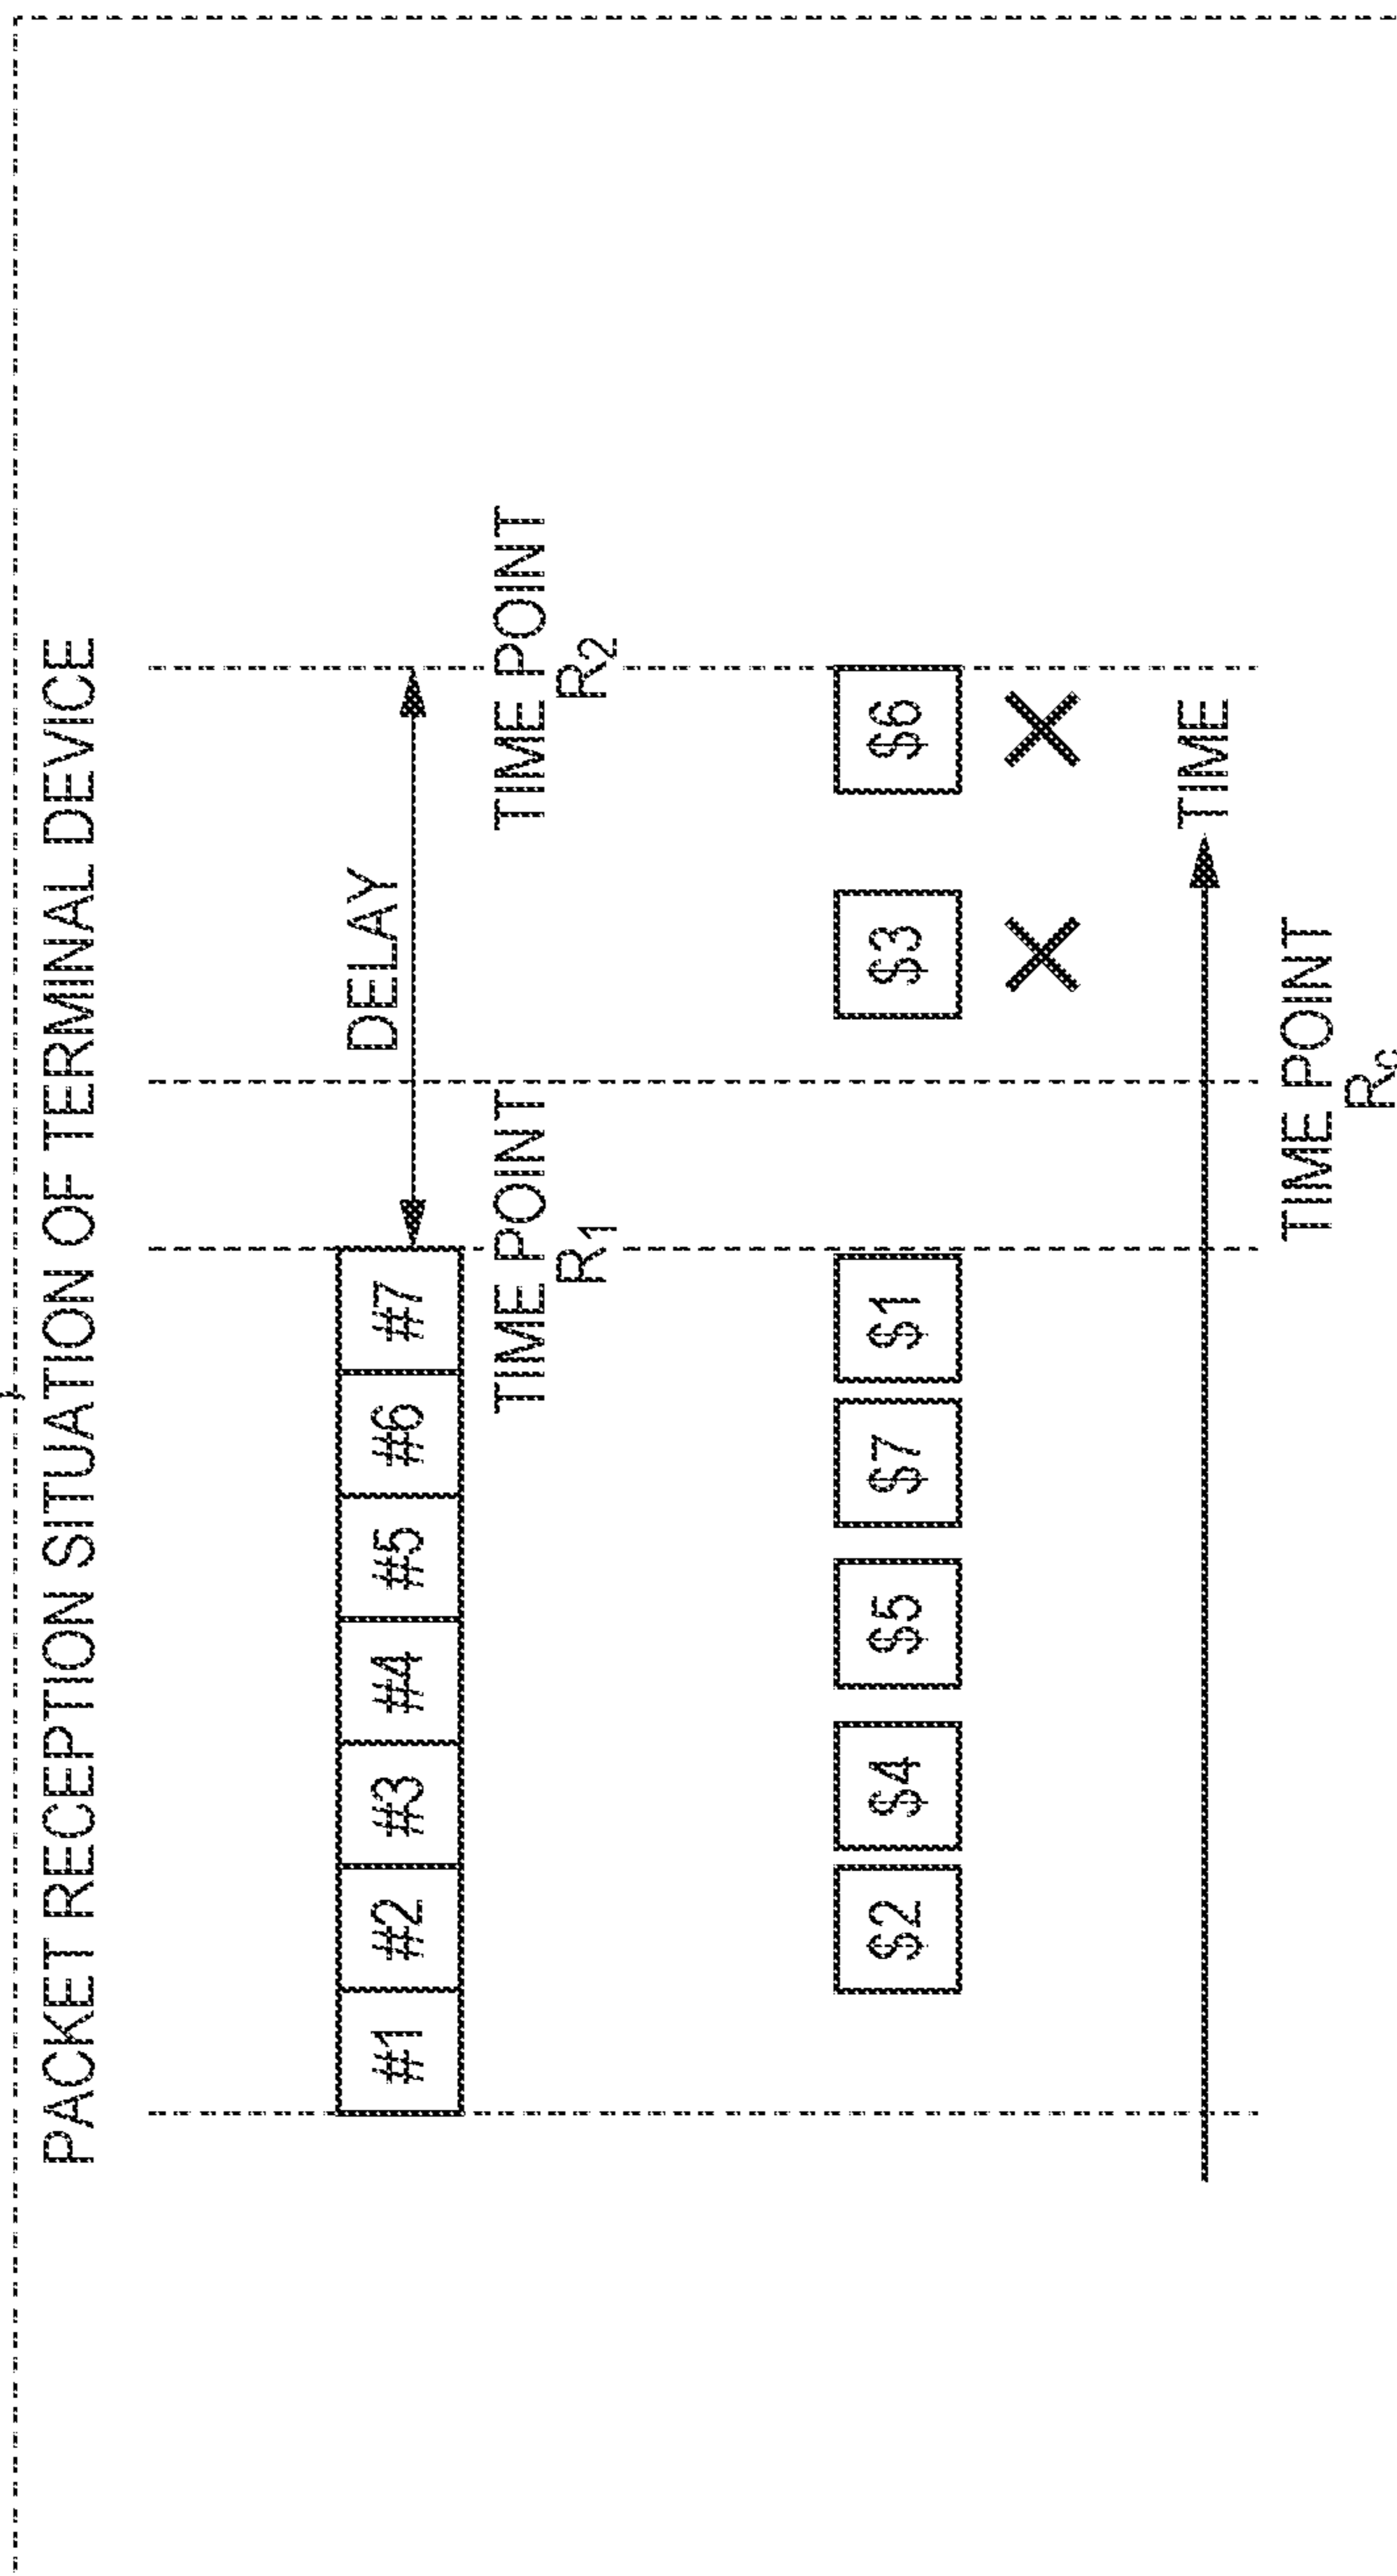 PACKET RECEPTION SITUATION OF TERMINAL DEVICE
DELAY
#1 #2 #3 #4 #5 #6 #7
TIME POINT
R1
TIME POINT
R2
$2 $4 $5 $7 $1 $3 $6
TIME
TIME POINT
Rc